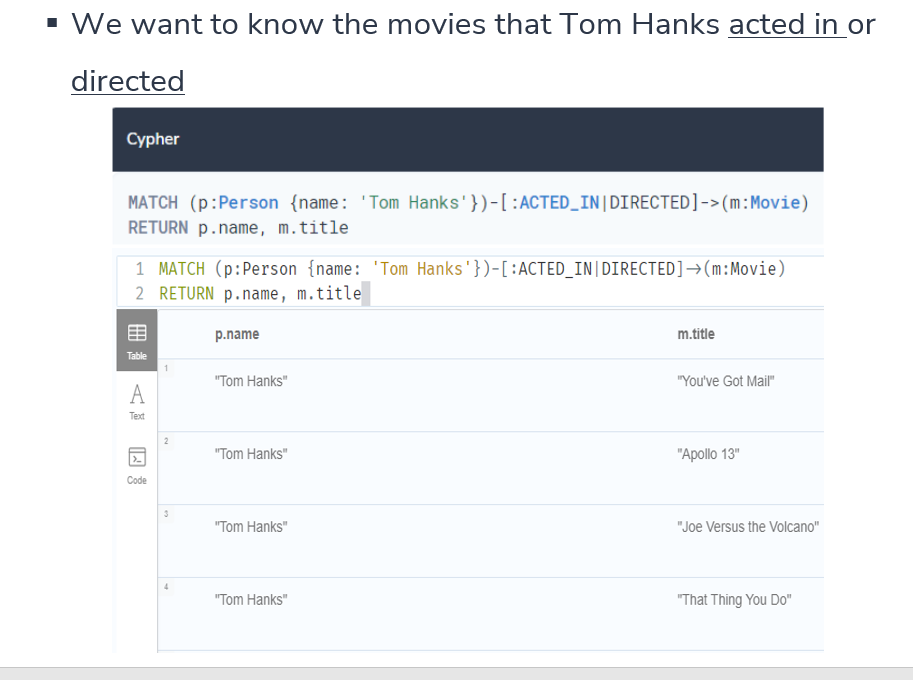 ▪ We want to know the movies that Tom Hanks acted in or
directed
Cypher
MATCH (p:Person {name: 'Tom Hanks'})-[:ACTED_IN|DIRECTED]->(m:Movie)
RETURN p.name, m.title
1 MATCH (p:Person {name: 'Tom Hanks'})-[:ACTED_IN|DIRECTED]→(m:Movie)
2 RETURN p.name, m.title
p.name m.title
Table
1
"Tom Hanks" "You've Got Mail"
A
Text
2
"Tom Hanks" "Apollo 13"
Code
3
"Tom Hanks" "Joe Versus the Volcano"
4
"Tom Hanks" "That Thing You Do"